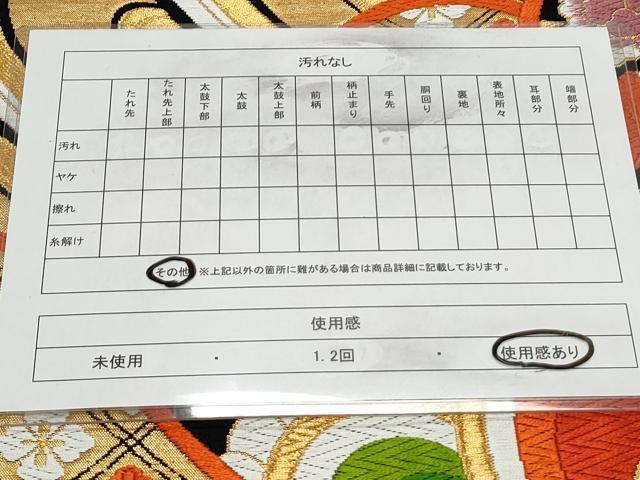 汚れなし
たれ先 たれ先上部 太鼓下部 太鼓 太鼓上部 前柄 柄止まり 手先 胴回り 裏地 表地所々 耳部分 端部分
汚れ
ヤケ
擦れ
糸解け
その他 ※上記以外の箇所に難がある場合は商品詳細に記載しております。
使用感
未使用 ・ 1.2回 ・ 使用感あり